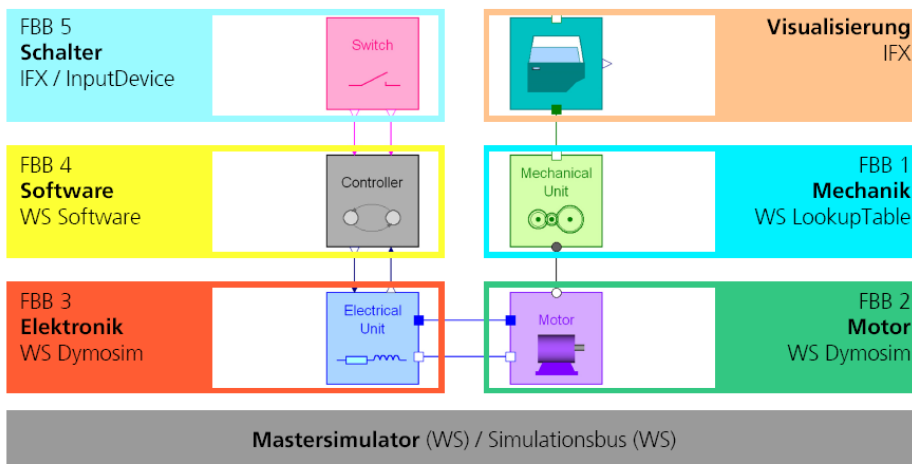 FBB 5
Schalter
IFX / InputDevice
Switch
Visualisierung
IFX
FBB 4
Software
WS Software
Controller
Mechanical
Unit
FBB 1
Mechanik
WS LookupTable
FBB 3
Elektronik
WS Dymosim
Electrical
Unit
Motor
FBB 2
Motor
WS Dymosim
Mastersimulator (WS) / Simulationsbus (WS)